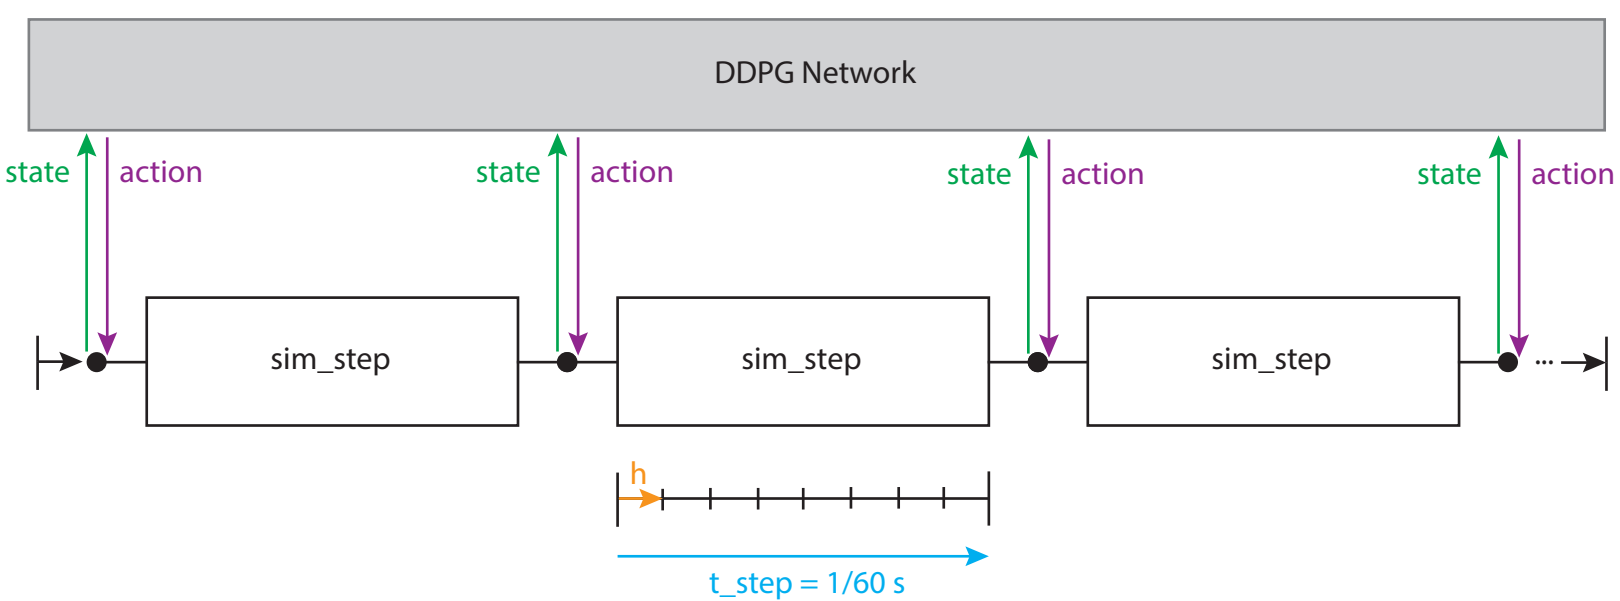 DDPG Network
state action state action state action state action
sim_step sim_step sim_step ...
h
t_step = 1/60 s